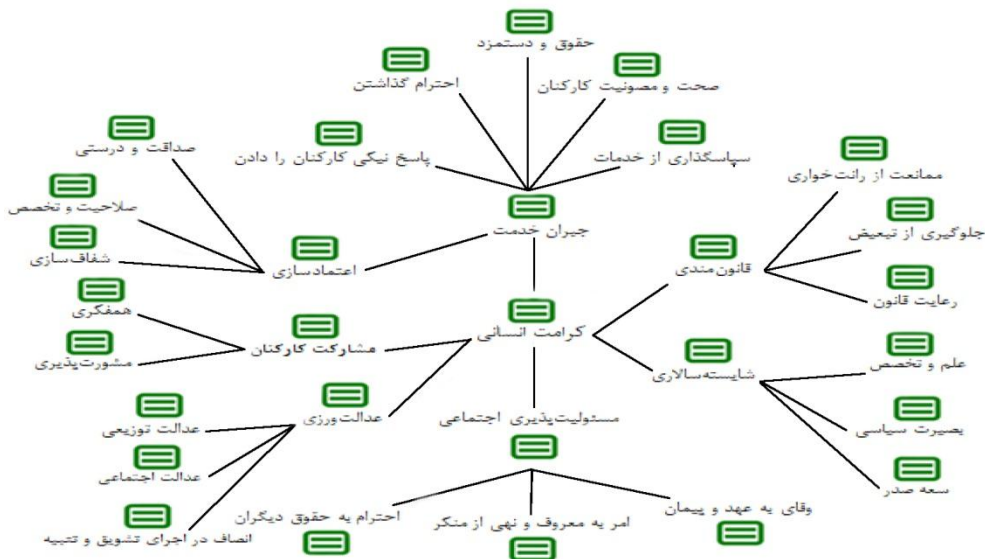 حقوق و دستمزد
احترام گذاشتن
صحت و مصونیت کارکنان
صداقت و درستی
پاسخ نیکی کارکنان را دادن
سپاسگذاری از خدمات
ممانعت از رانت‌خواری
صلاحیت و تخصص
جبران خدمت
جلوگیری از تبعیض
شفاف‌سازی
اعتمادسازی
قانون‌مندی
همفکری
رعایت قانون
کرامت انسانی
مشارکت کارکنان
مشورت‌پذیری
شایسته‌سالاری
علم و تخصص
مسئولیت‌پذیری اجتماعی
عدالت‌ورزی
عدالت توزیعی
بصیرت سیاسی
عدالت اجتماعی
سعه صدر
وفای به عهد و پیمان
احترام به حقوق دیگران
امر به معروف و نهی از منکر
انصاف در اجرای تشویق و تنبیه